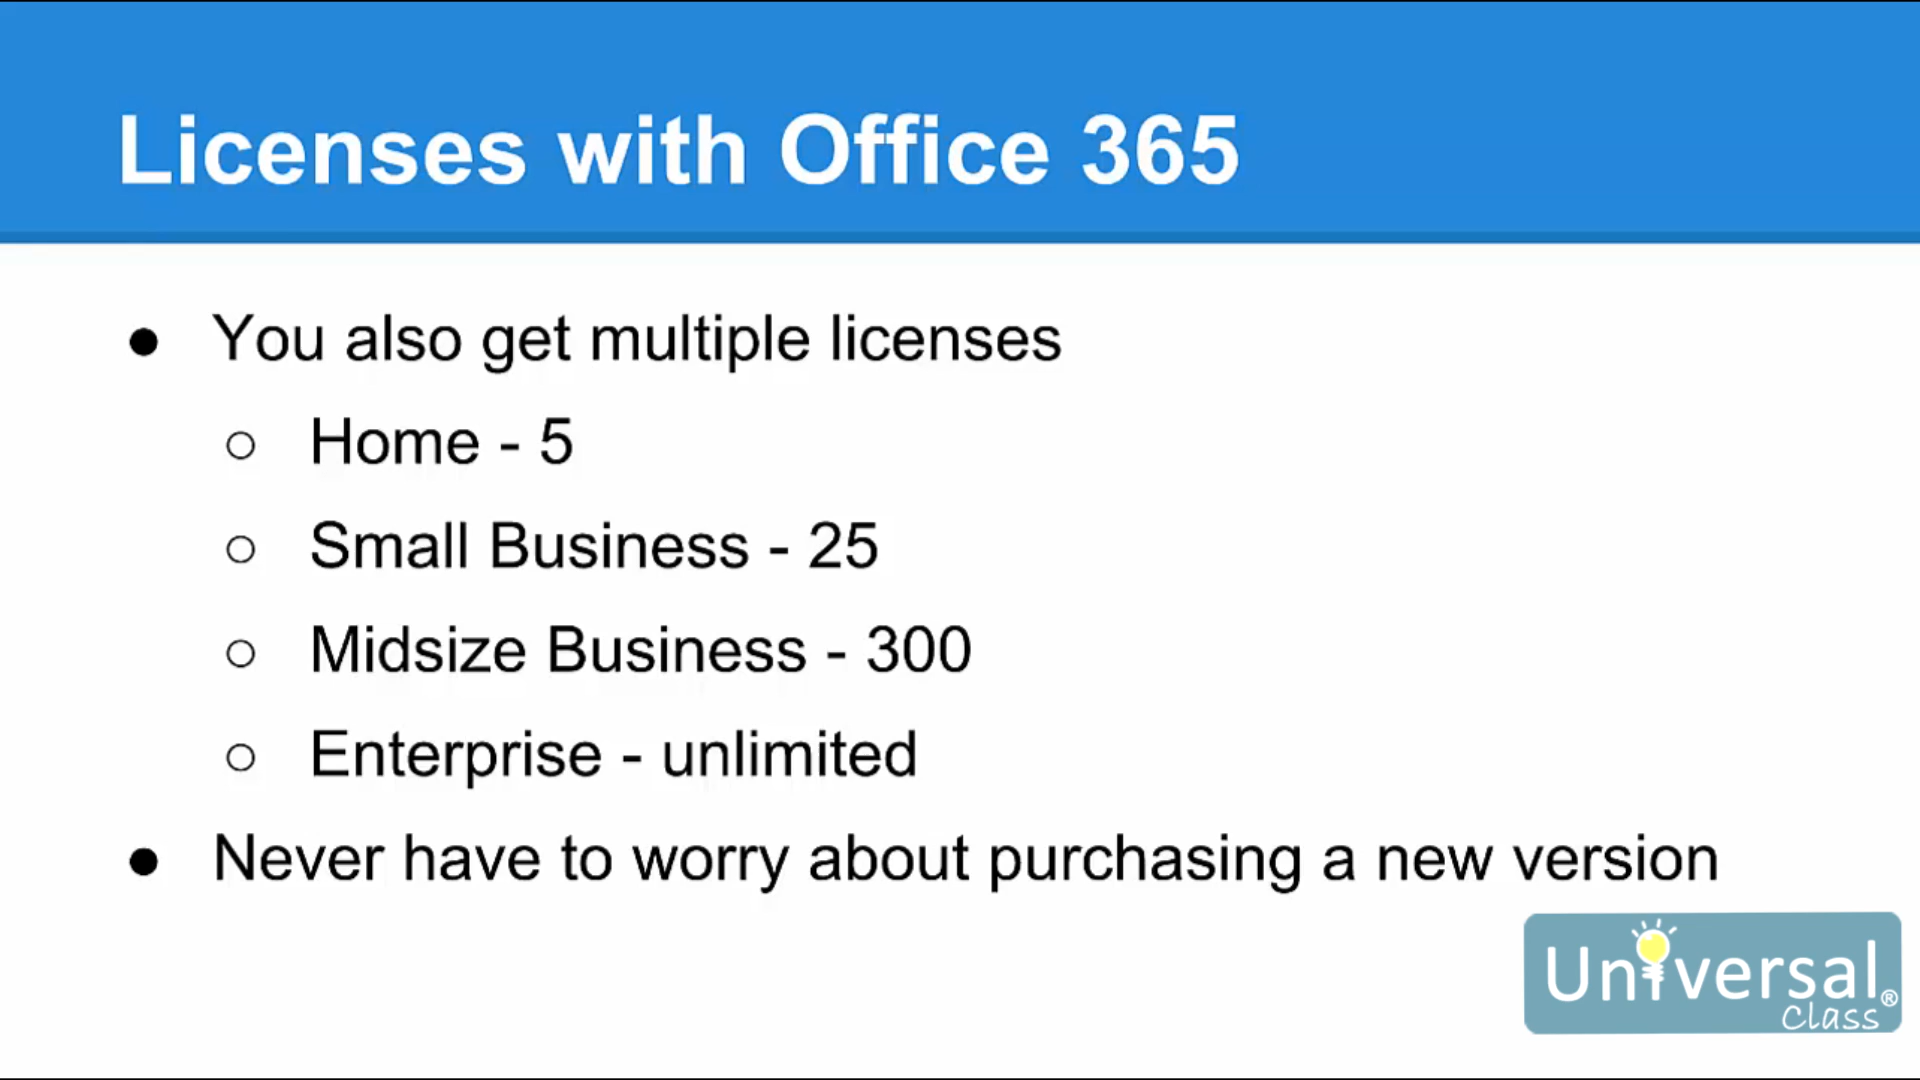 Licenses with Office 365
● You also get multiple licenses
○ Home - 5
○ Small Business - 25
○ Midsize Business - 300
○ Enterprise - unlimited
● Never have to worry about purchasing a new version
Universal®
Class